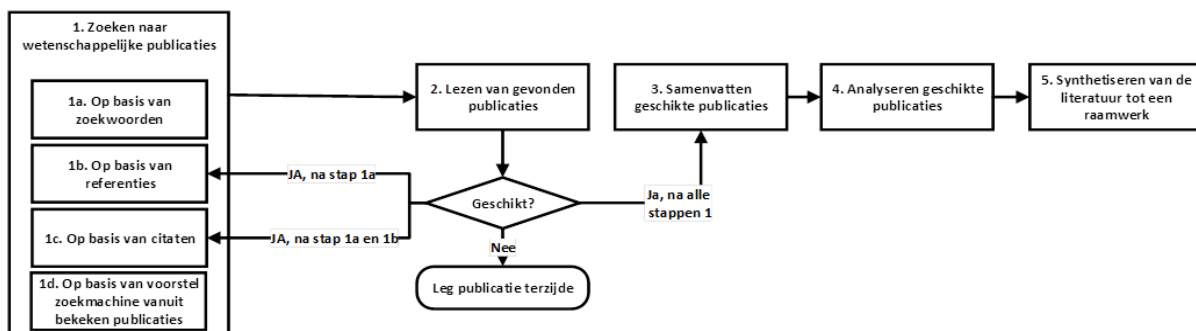 1. Zoeken naar
wetenschappelijke publicaties
1a. Op basis van
zoekwoorden
1b. Op basis van
referenties
1c. Op basis van citaten
1d. Op basis van voorstel
zoekmachine vanuit
bekeken publicaties
2. Lezen van gevonden
publicaties
JA, na stap 1a
JA, na stap 1a en 1b
Geschikt?
Nee
Leg publicatie terzijde
Ja, na alle
stappen 1
3. Samenvatten
geschikte publicaties
4. Analyseren geschikte
publicaties
5. Synthetiseren van de
literatuur tot een
raamwerk